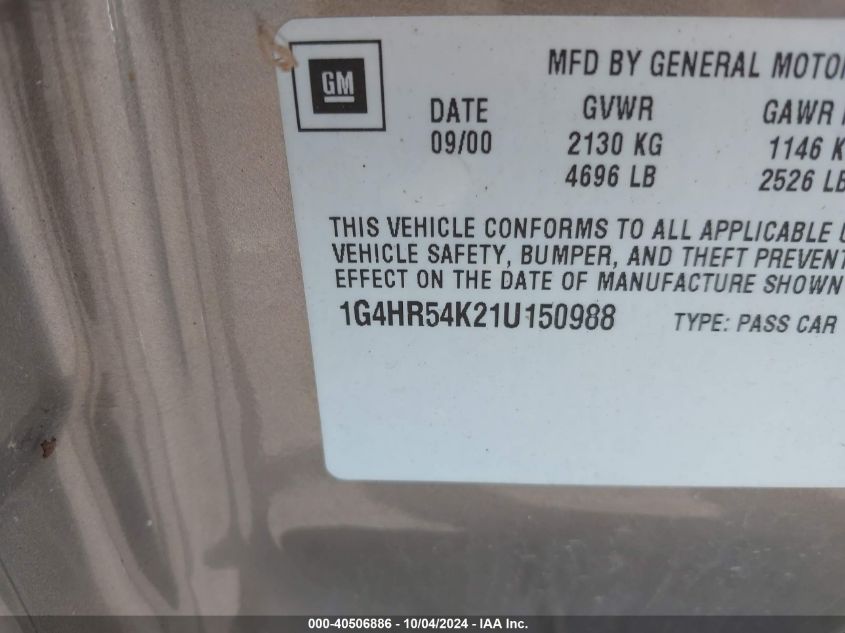 GM
MFD BY GENERAL
DATE GVWR GAWR
09/00 2130 KG 1146
4696 LB 2526 LB
THIS VEHICLE CONFORMS TO ALL APPLICABLE
VEHICLE SAFETY, BUMPER, AND THEFT
EFFECT ON THE DATE OF MANUFACTURE SHOWN
1G4HR54K21U150988 TYPE: PASS CAR
000-40506886 - 10/04/2024 - IAA Inc.